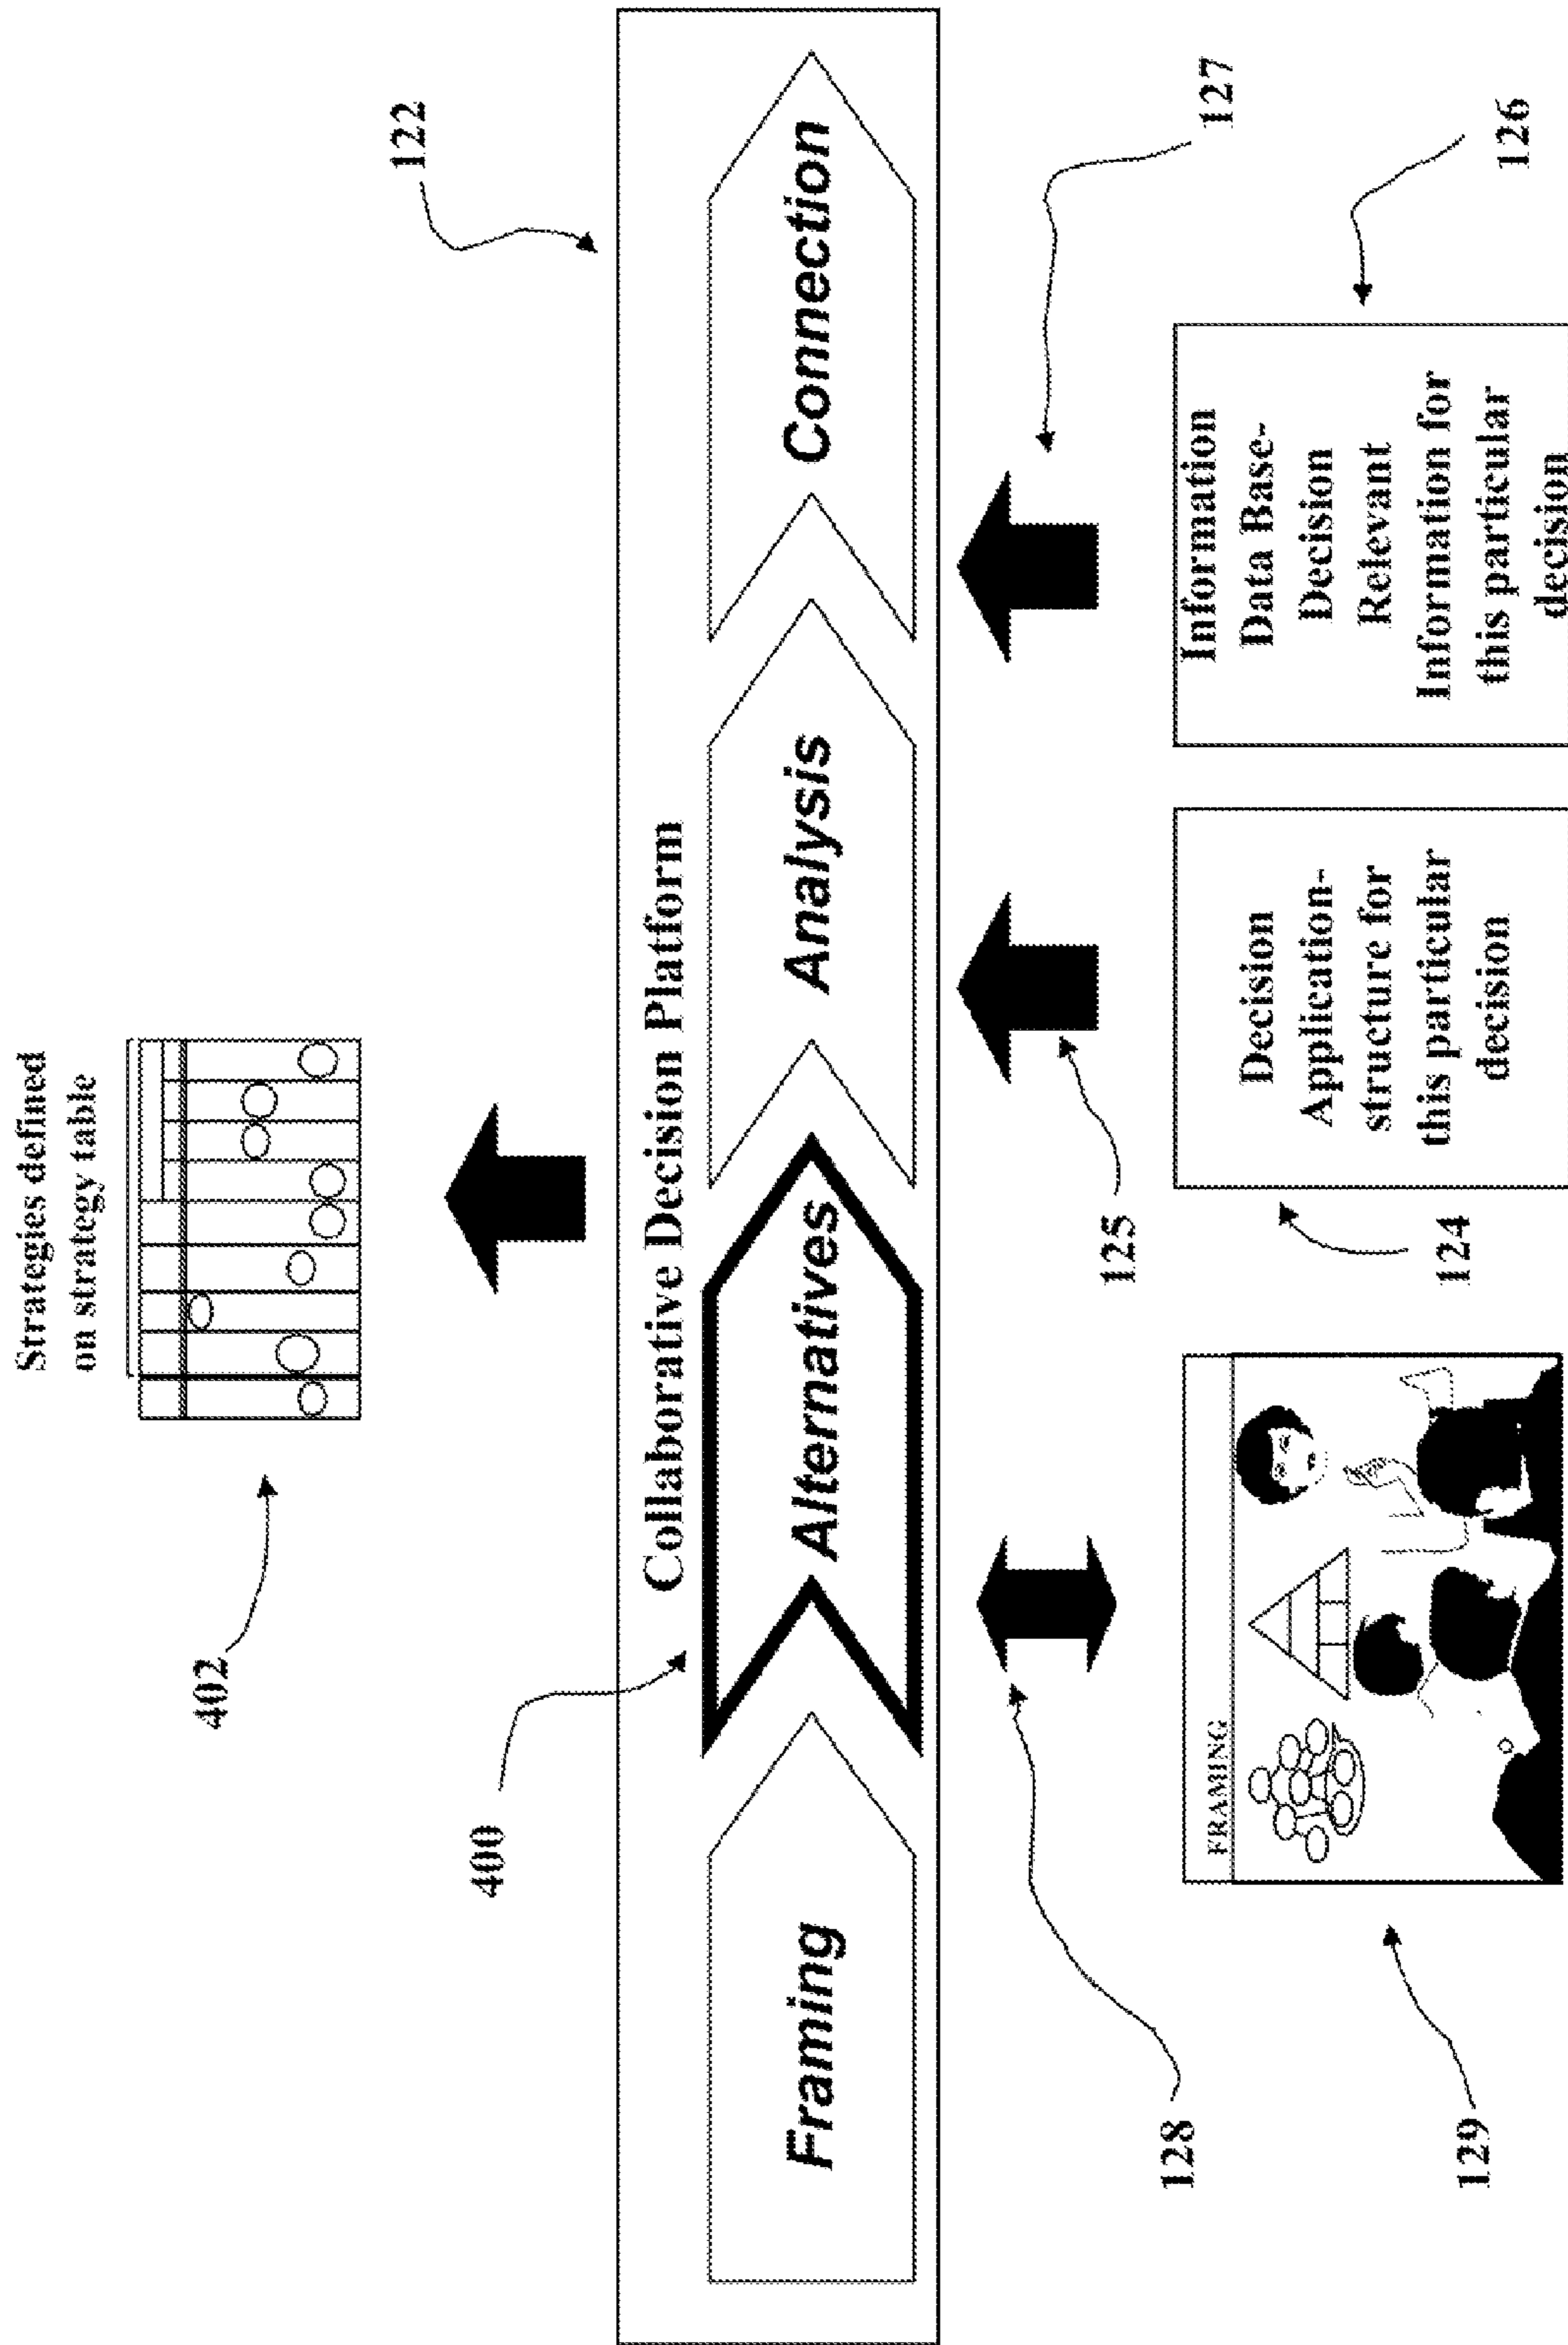 Strategies defined
on strategy table
402
400
122
Collaborative Decision Platform
Framing
Alternatives
Analysis
Connection
128
125
127
129
FRAMING
124
Decision
Application-
structure for
this particular
decision
126
Information
Data Base-
Decision
Relevant
Information for
this particular
decision